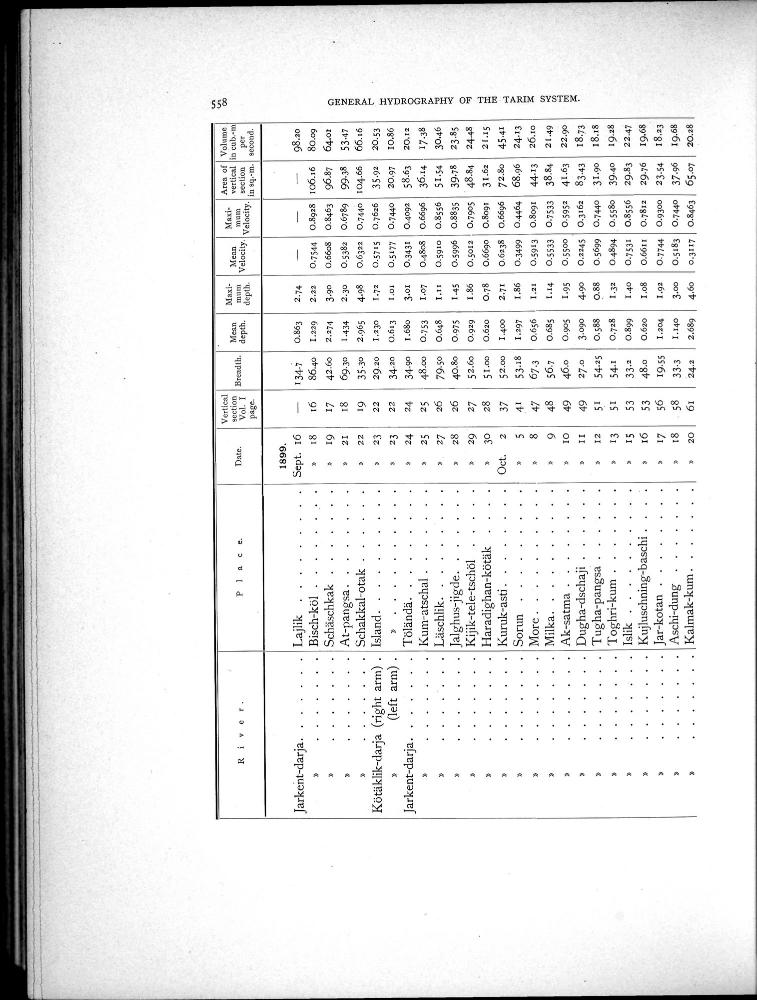 558
GENERAL HYDROGRAPHY OF THE TARIM SYSTEM.
River. Place. Date. Vertical section Vol. I page. Breadth. Mean depth. Maximum depth. Mean Velocity. Maximum Velocity. Area of vertical section in sq.-m. Volume in cub.-m per second.
1899.
Jarkent-darja. . . . . . . Lajlik . . . . . . . . Sept. 16 — 134.7 0.863 2.74 — — — 98.20
» . . . . . . Bisch-köl . . . . . . . » 18 16 86.40 1.229 2.22 0.7544 0.8928 106.16 80.09
» . . . . . . Schäschkak . . . . . . » 19 17 42.60 2.274 3.90 0.6608 0.8463 96.87 64.01
» . . . . . . At-pangsa. . . . . . . » 21 18 69.30 1.434 2.30 0.5382 0.6789 99.38 53.47
» . . . . . . Schakkal-otak . . . . . » 22 19 35.30 2.965 4.98 0.6322 0.7440 104.66 66.16
Kötäklik-darja (right arm) . Island. . . . . . . . » 23 22 29.20 1.230 1.72 0.5715 0.7626 35.92 20.53
» (left arm) . » . . . . . . . » 23 22 34.20 0.613 1.01 0.5177 0.7440 20.97 10.86
Jarkent-darja. . . . . . . Töländä. . . . . . . . » 24 24 34.90 1.680 3.01 0.3431 0.4092 58.63 20.12
» . . . . . . Kum-atschal . . . . . . » 25 25 48.00 0.753 1.07 0.4808 0.6696 36.14 17.38
» . . . . . . Läschlik. . . . . . . . » 27 26 79.50 0.648 1.11 0.5910 0.8556 51.54 30.46
» . . . . . . Jalghus-jigde. . . . . . » 28 26 40.80 0.975 1.45 0.5996 0.8835 39.78 23.85
» . . . . . . Kijik-tele-tschöl . . . . . » 29 27 52.60 0.929 1.86 0.5012 0.7905 48.84 24.48
» . . . . . . Haradighan-kötäk . . . . » 30 28 51.00 0.620 0.78 0.6690 0.8091 31.62 21.15
» . . . . . . Kuruk-asti . . . . . . . Oct. 2 37 52.00 1.400 2.71 0.6238 0.6696 72.80 45.41
» . . . . . . Sorun . . . . . . . . » 5 41 53.18 1.297 1.86 0.3499 0.4464 68.96 24.13
» . . . . . . More . . . . . . . . » 8 47 67.3 0.656 1.21 0.5913 0.8091 44.13 26.10
» . . . . . . Milka. . . . . . . . . » 9 48 56.7 0.685 1.14 0.5533 0.7533 38.84 21.49
» . . . . . . Ak-satma . . . . . . . » 10 49 46.0 0.905 1.95 0.5500 0.5952 41.63 22.90
» . . . . . . Dugha-dschaji . . . . . » 11 49 27.0 3.090 4.90 0.2245 0.3162 83.43 18.73
» . . . . . . Tugha-pangsa . . . . . » 12 51 54.25 0.588 0.88 0.5699 0.7440 31.90 18.18
» . . . . . . Toghri-kum . . . . . . » 13 51 54.1 0.728 1.32 0.4894 0.5580 39.40 19.28
» . . . . . . Islik . . . . . . . . . » 15 53 33.2 0.899 1.40 0.7531 0.8556 29.83 22.47
» . . . . . . Kujluschning-baschi . . . . » 16 53 48.0 0.620 1.08 0.6611 0.7812 29.76 19.68
» . . . . . . Jar-kotan . . . . . . . » 17 56 19.55 1.204 1.92 0.7744 0.9300 23.54 18.23
» . . . . . . Aschi-dung . . . . . . » 18 58 33.3 1.140 3.00 0.5183 0.7440 37.96 19.68
» . . . . . . Kalmak-kum. . . . . . . » 20 61 24.2 2.689 4.60 0.3117 0.8463 65.07 20.28